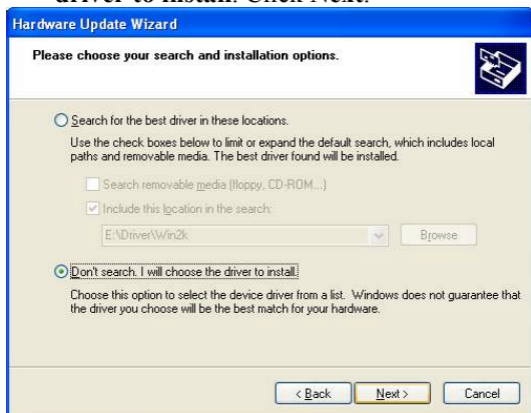 driver to install. Click Next.
Hardware Update Wizard
Please choose your search and installation options.
Search for the best driver in these locations.
Use the check boxes below to limit or expand the default search, which includes local
paths and removable media. The best driver found will be installed.
Search removable media (floppy, CD-ROM...)
Include this location in the search:
E:\Driver\Win2k
Browse
Don't search. I will choose the driver to install.
Choose this option to select the device driver from a list. Windows does not guarantee that
the driver you choose will be the best match for your hardware.
< Back Next > Cancel